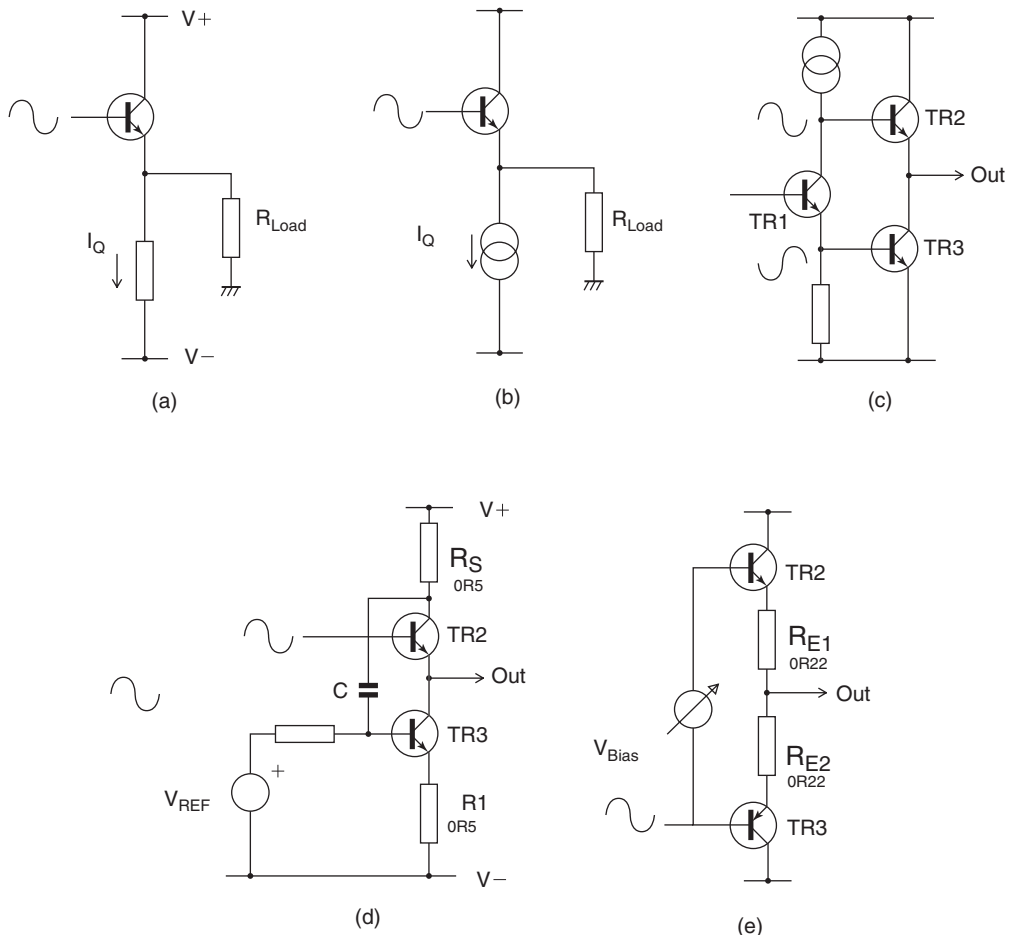 V+
I_Q
R_Load
V−
(a)
I_Q
R_Load
(b)
TR2
Out
TR1
TR3
(c)
V+
R_S
0R5
TR2
Out
C
TR3
+
V_REF
R1
0R5
V−
(d)
TR2
R_E1
0R22
Out
V_Bias
R_E2
0R22
TR3
(e)